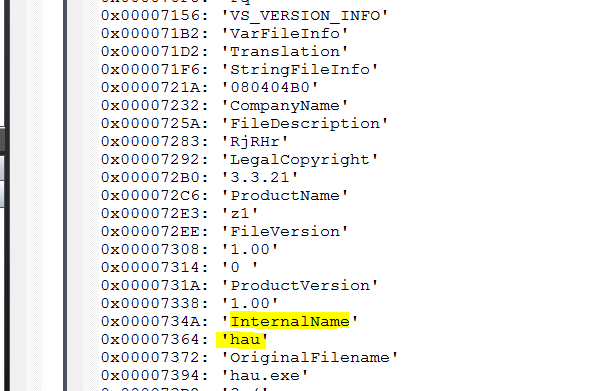 0x00007156: 'VS_VERSION_INFO'
0x000071B2: 'VarFileInfo'
0x000071D2: 'Translation'
0x000071F6: 'StringFileInfo'
0x0000721A: '080404B0'
0x00007232: 'CompanyName'
0x0000725A: 'FileDescription'
0x00007283: 'RjRHr'
0x00007292: 'LegalCopyright'
0x000072B0: '3.3.21'
0x000072C6: 'ProductName'
0x000072E3: 'z1'
0x000072EE: 'FileVersion'
0x00007308: '1.00'
0x00007314: '0 '
0x0000731A: 'ProductVersion'
0x00007338: '1.00'
0x0000734A: 'InternalName'
0x00007364: 'hau'
0x00007372: 'OriginalFilename'
0x00007394: 'hau.exe'